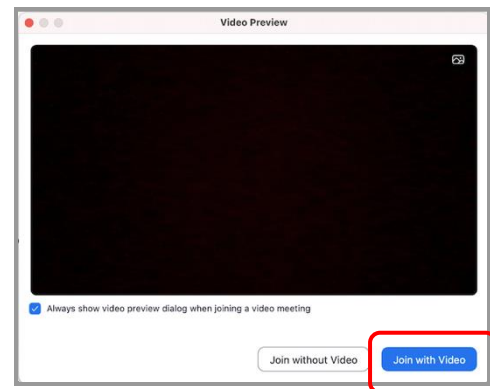 Video Preview
Always show video preview dialog when joining a video meeting
Join without Video
Join with Video